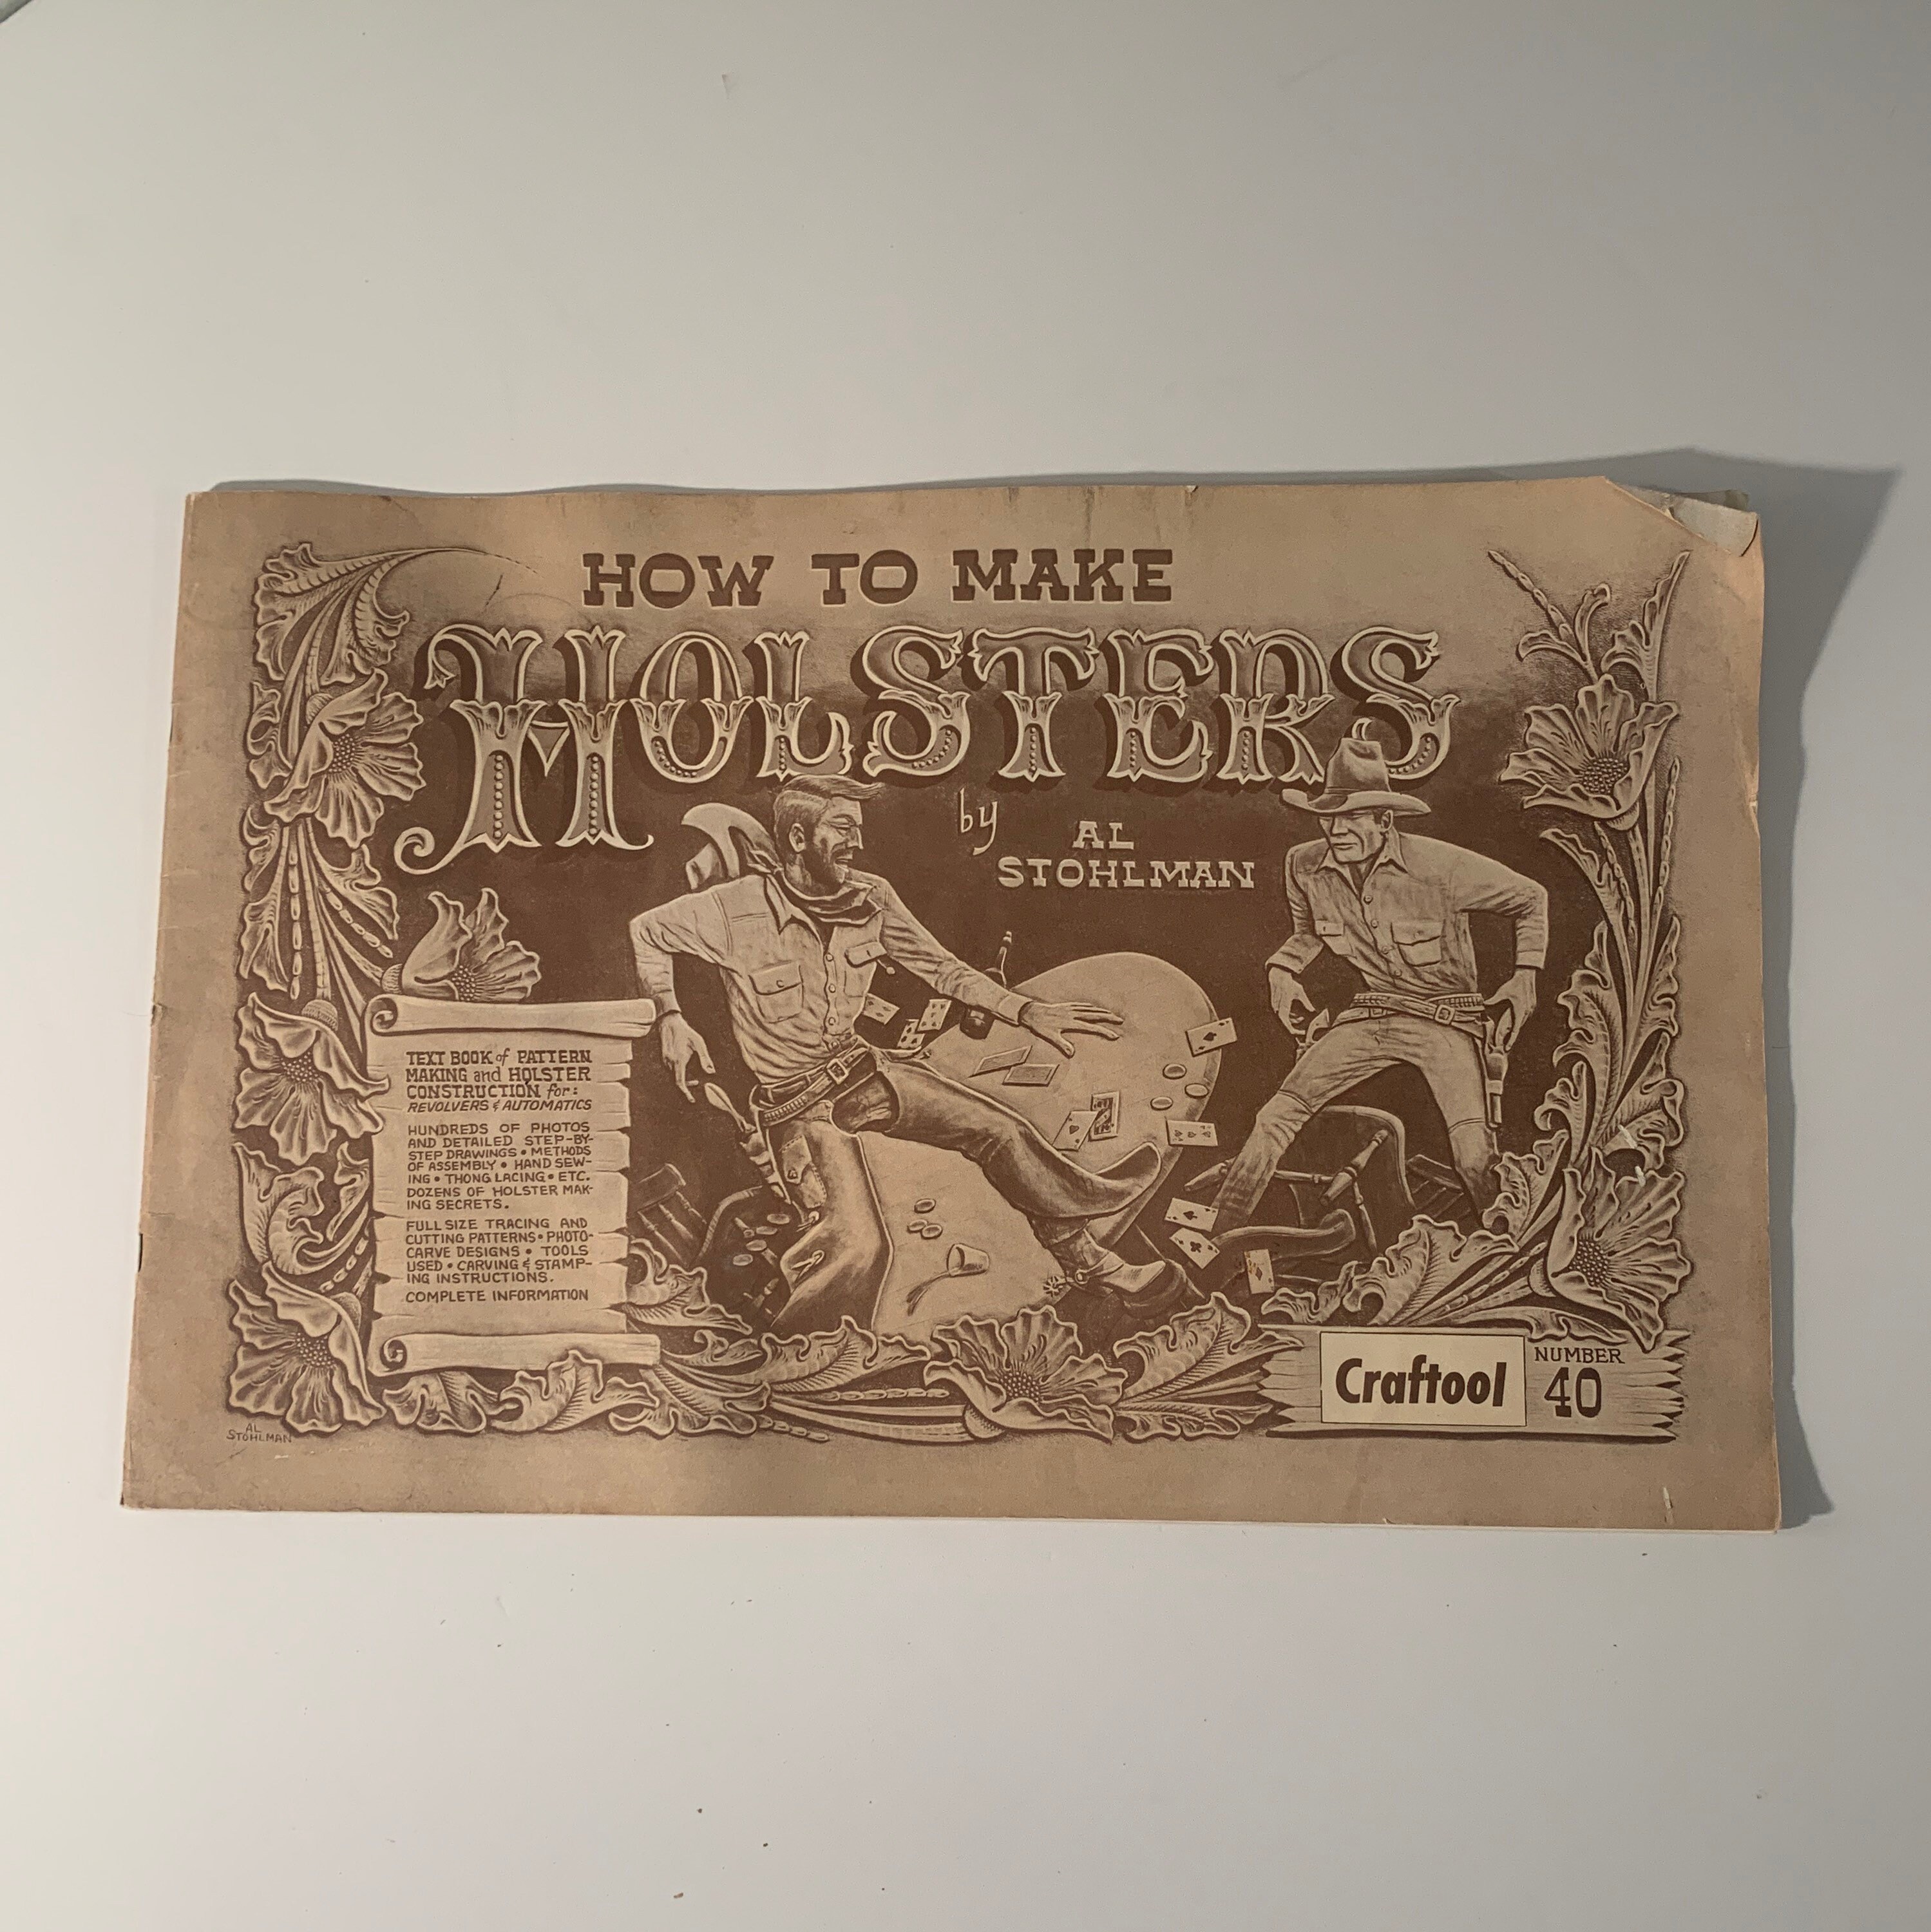 HOW TO MAKE
HOLSTERS
by
AL
STOHLMAN
TEXT BOOK of PATTERN
MAKING and HOLSTER
CONSTRUCTION for:
REVOLVERS & AUTOMATICS
HUNDREDS OF PHOTOS
AND DETAILED STEP-BY-
STEP DRAWINGS • METHODS
OF ASSEMBLY • HAND SEW-
ING • THONG LACING • ETC.
DOZENS OF HOLSTER MAK-
ING SECRETS.
FULL SIZE TRACING AND
CUTTING PATTERNS • PHOTO-
CARVE DESIGNS • TOOLS
USED • CARVING & STAMP-
ING INSTRUCTIONS.
COMPLETE INFORMATION
Craftool
NUMBER
40
AL
STOHLMAN